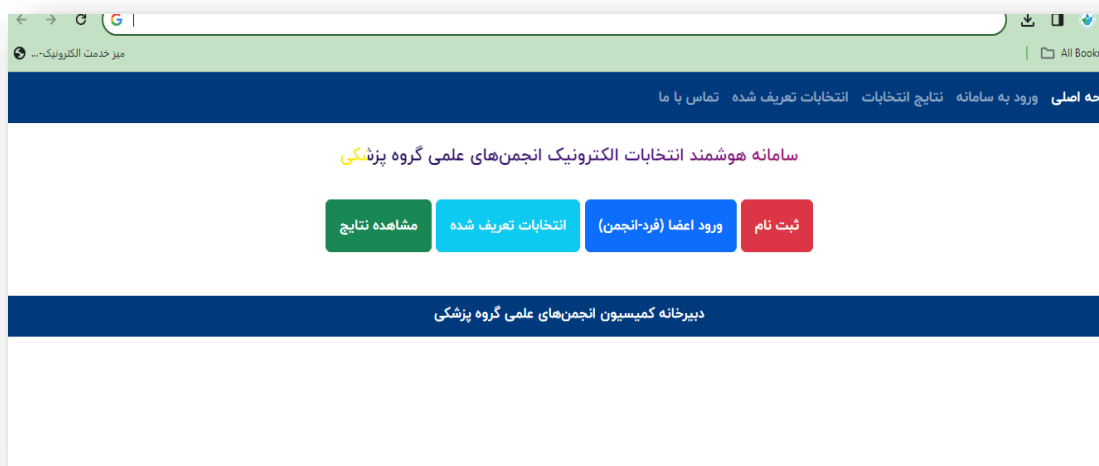 میز خدمت الکترونیک-...
All Book
اصلی ورود به سامانه نتایج انتخابات انتخابات تعریف شده تماس با ما
سامانه هوشمند انتخابات الکترونیک انجمن‌های علمی گروه پزشکی
ثبت نام ورود اعضا (فرد-انجمن) انتخابات تعریف شده مشاهده نتایج
دبیرخانه کمیسیون انجمن‌های علمی گروه پزشکی